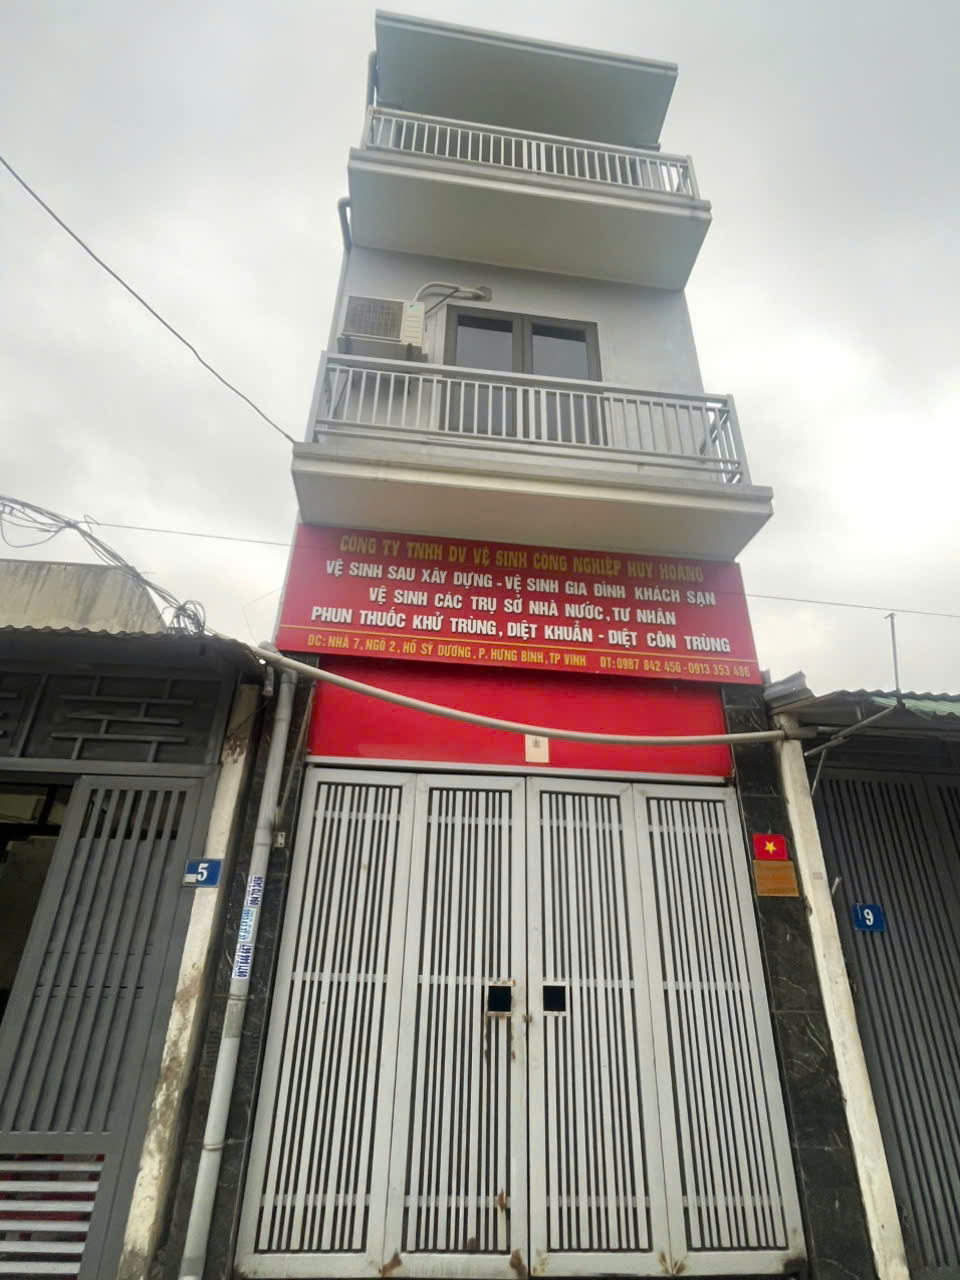 CÔNG TY TNHH DV VỆ SINH CÔNG NGHIỆP HUY HOÀNG
VỆ SINH SAU XÂY DỰNG - VỆ SINH GIA ĐÌNH KHÁCH SẠN
VỆ SINH CÁC TRỤ SỞ NHÀ NƯỚC, TƯ NHÂN
PHUN THUỐC KHỬ TRÙNG, DIỆT KHUẨN - DIỆT CÔN TRÙNG
ĐC: NHÀ 7, NGÕ 2, HỒ SỸ DƯƠNG, P. HƯNG BÌNH, TP VINH ĐT: 0987 842 456 - 0913 353 486
5
9